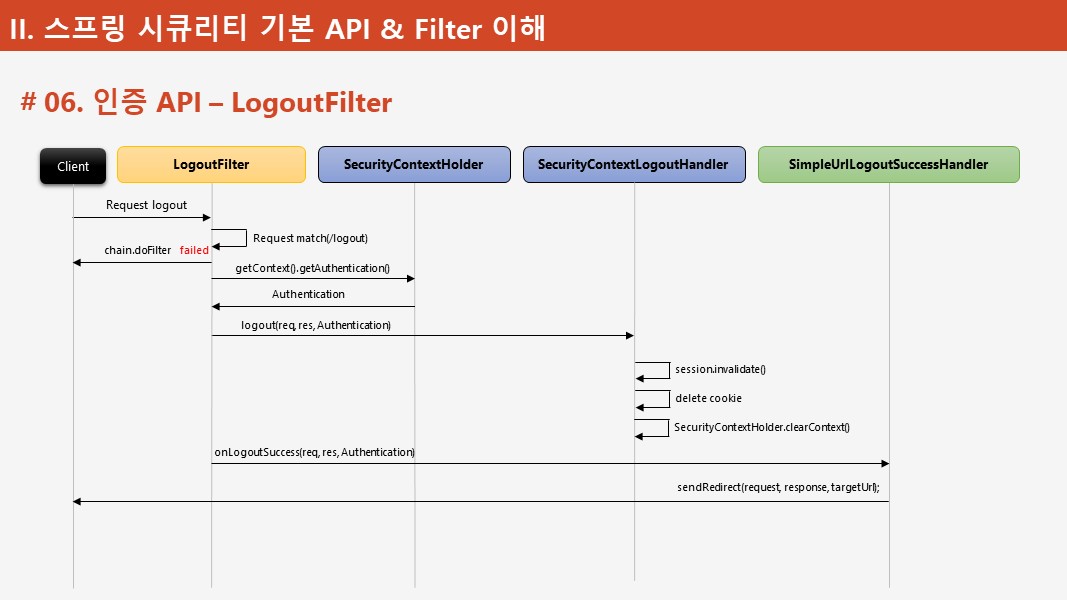 II. 스프링 시큐리티 기본 API & Filter 이해
# 06. 인증 API – LogoutFilter
Client
LogoutFilter
SecurityContextHolder
SecurityContextLogoutHandler
SimpleUrlLogoutSuccessHandler
Request logout
Request match(/logout)
chain.doFilter failed
getContext().getAuthentication()
Authentication
logout(req, res, Authentication)
session.invalidate()
delete cookie
SecurityContextHolder.clearContext()
onLogoutSuccess(req, res, Authentication)
sendRedirect(request, response, targetUrl);